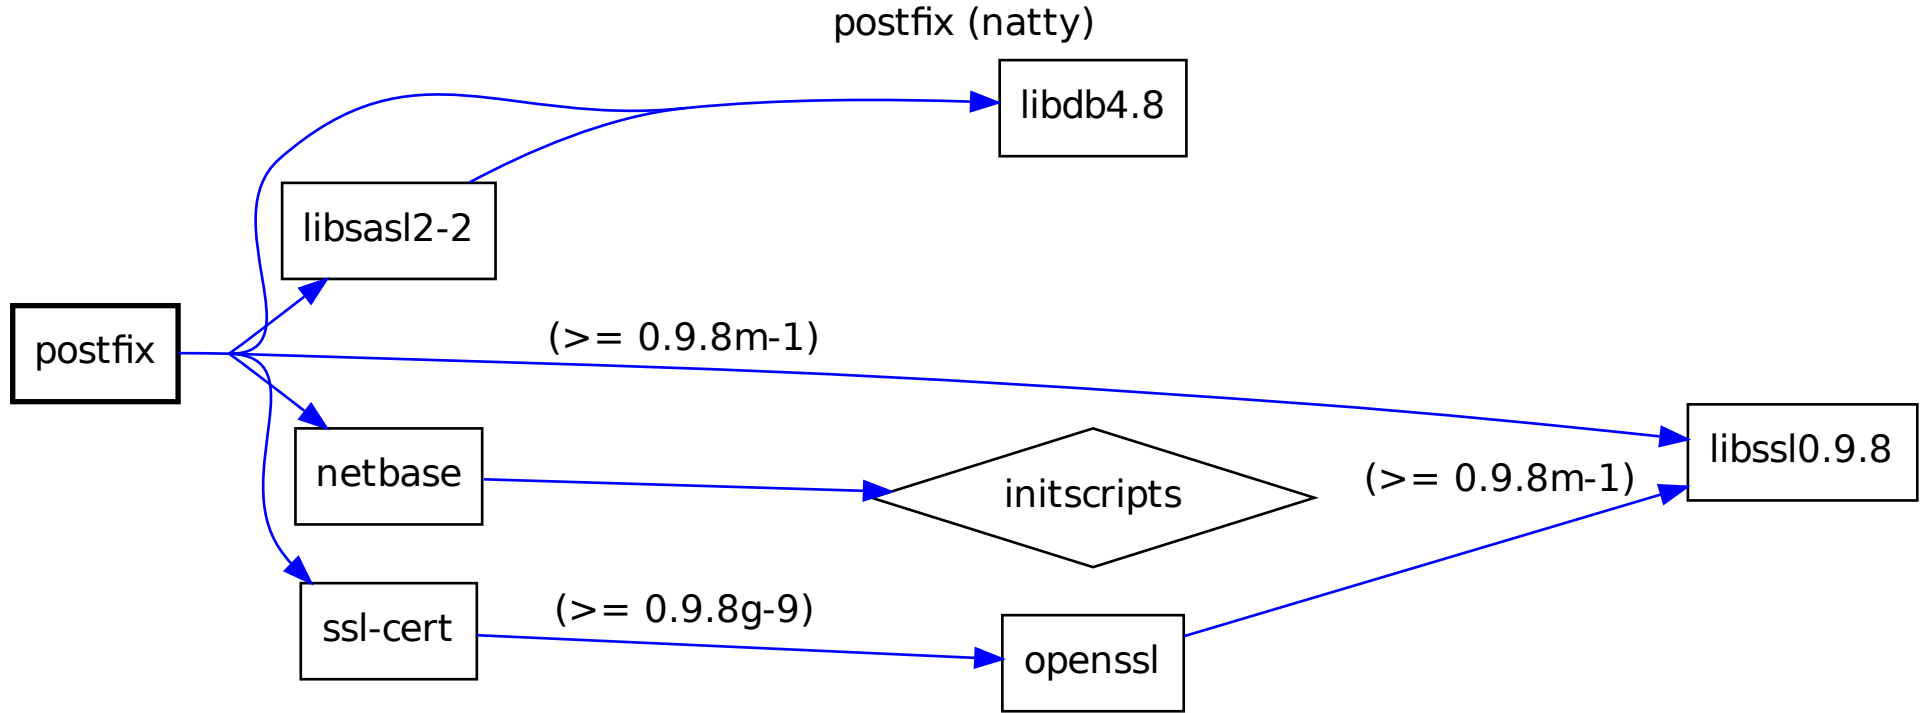 postfix (natty)
libdb4.8
libsasl2-2
postfix
(>= 0.9.8m-1)
netbase
initscripts
(>= 0.9.8m-1)
libssl0.9.8
ssl-cert
(>= 0.9.8g-9)
openssl